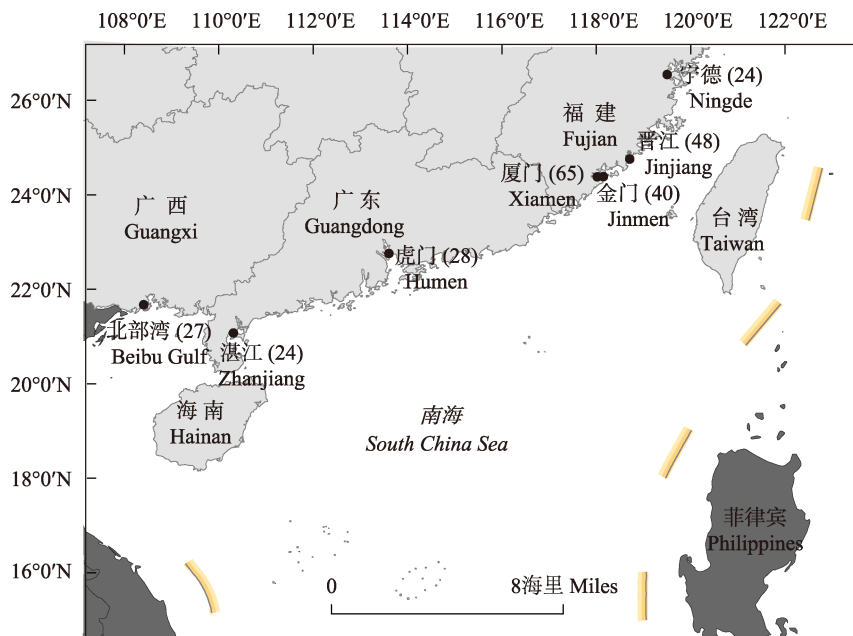 108°0′E 110°0′E 112°0′E 114°0′E 116°0′E 118°0′E 120°0′E 122°0′E
26°0′N
24°0′N
22°0′N
20°0′N
18°0′N
16°0′N
宁德 (24)
Ningde
福 建
Fujian
晋江 (48)
Jinjiang
厦门 (65)
Xiamen
金门 (40)
Jinmen
广 西
Guangxi
广 东
Guangdong
台 湾
Taiwan
虎门 (28)
Humen
北部湾 (27)
Beibu Gulf
湛江 (24)
Zhanjiang
海 南
Hainan
南海
South China Sea
菲律宾
Philippines
0 8海里 Miles